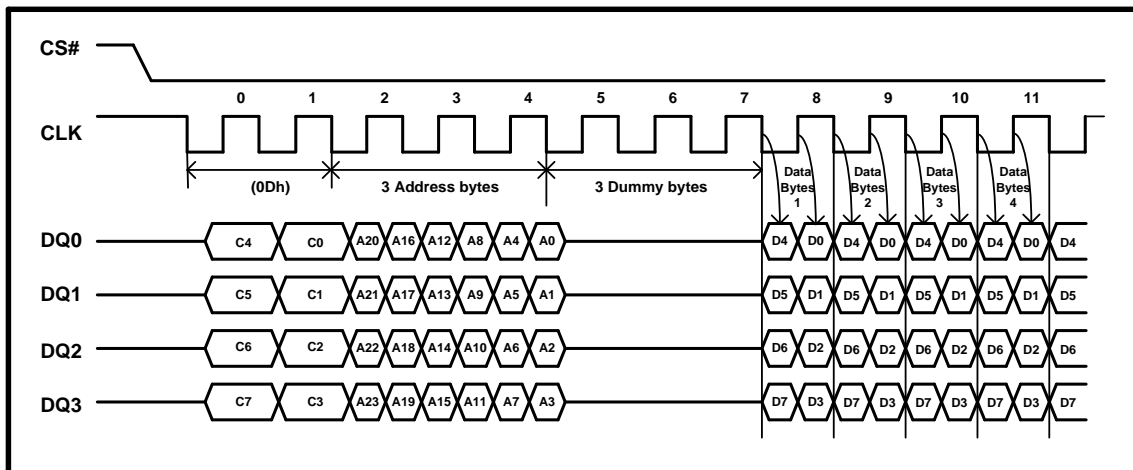 CS#
0 1 2 3 4 5 6 7 8 9 10 11
CLK
(0Dh) 3 Address bytes 3 Dummy bytes
Data Bytes 1
Data Bytes 2
Data Bytes 3
Data Bytes 4
DQ0 C4 C0 A20 A16 A12 A8 A4 A0 D4 D0 D4 D0 D4 D0 D4 D0 D4
DQ1 C5 C1 A21 A17 A13 A9 A5 A1 D5 D1 D5 D1 D5 D1 D5 D1 D5
DQ2 C6 C2 A22 A18 A14 A10 A6 A2 D6 D2 D6 D2 D6 D2 D6 D2 D6
DQ3 C7 C3 A23 A19 A15 A11 A7 A3 D7 D3 D7 D3 D7 D3 D7 D3 D7